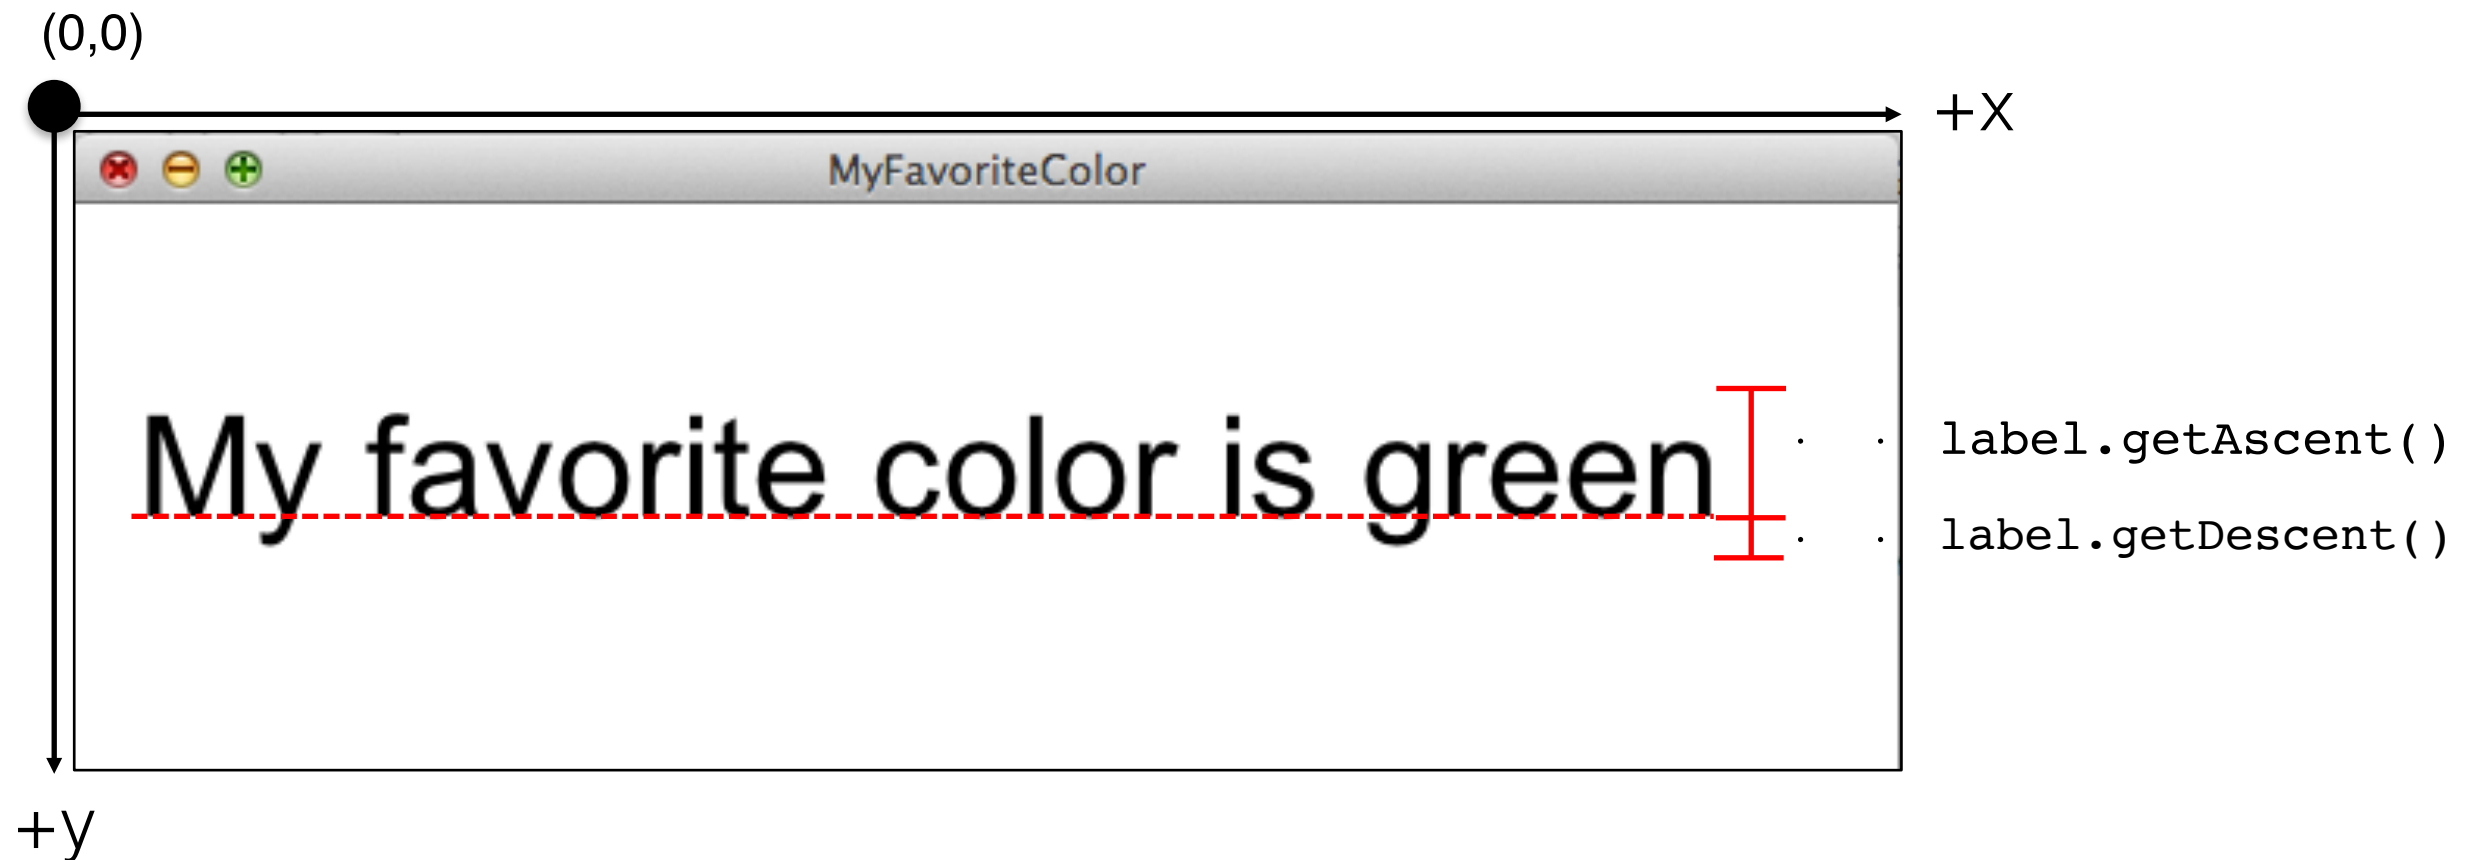 (0,0)
+x
MyFavoriteColor
My favorite color is green
label.getAscent()
label.getDescent()
+y